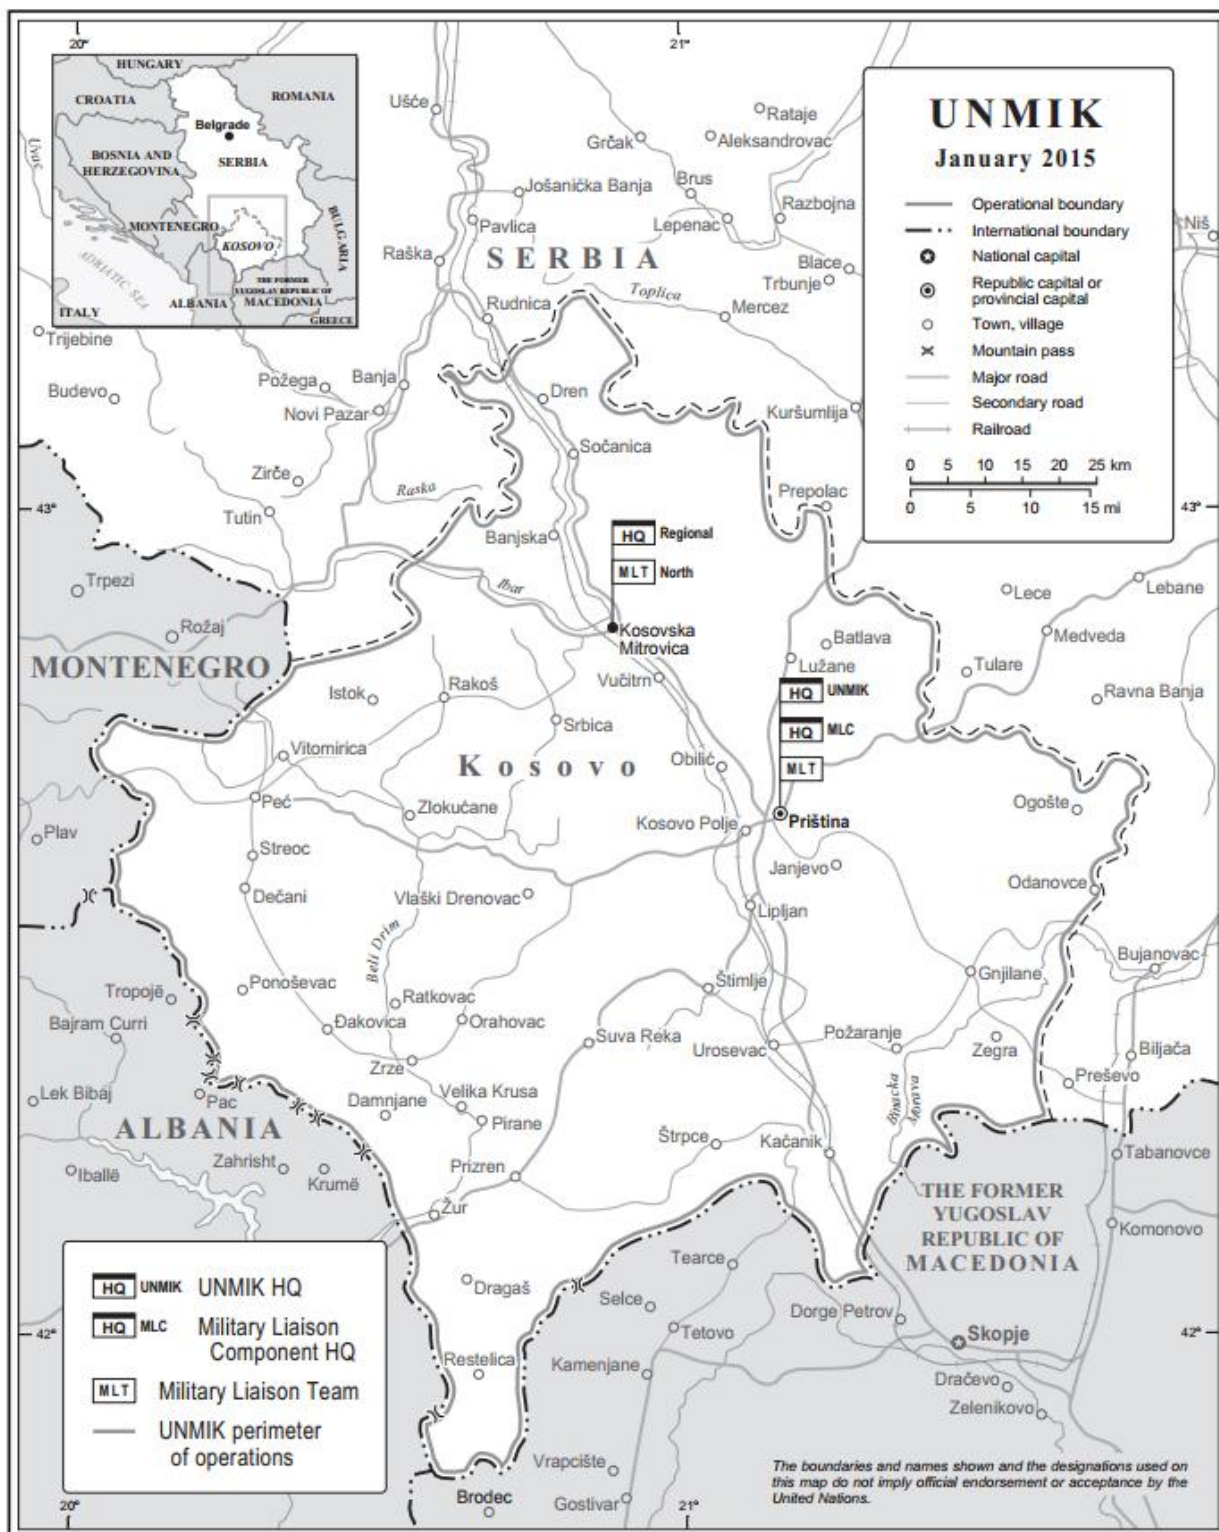 20°
21°
HUNGARY
CROATIA
ROMANIA
Belgrade
BOSNIA AND
HERZEGOVINA
SERBIA
MONTENEGRO
KOSOVO
BULGARIA
ADRIATIC SEA
THE FORMER
YUGOSLAV REPUBLIC OF
ALBANIA
MACEDONIA
ITALY
GREECE
UNMIK
January 2015
Operational boundary
International boundary
National capital
Republic capital or
provincial capital
Town, village
Mountain pass
Major road
Secondary road
Railroad
0 5 10 15 20 25 km
0 5 10 15 mi
Uvac
Ušće
Rataje
Grčak
Aleksandrovac
Jošanička Banja
Brus
Razbojna
Pavlica
Lepenac
Niš
Raška
SERBIA
Blace
Trbunje
Toplica
Rudnica
Mercez
Trijebine
Požega
Banja
Budevo
Dren
Novi Pazar
Kuršumlija
Sočanica
Zirče
Raska
Prepolac
43°
43°
Tutin
Banjska
HQ Regional
MLT North
Ibar
Trpezi
Lece
Lebane
Rožaj
Kosovska
Mitrovica
Batlava
Medveda
MONTENEGRO
Lužane
Tulare
Vučitrn
Istok
Rakoš
HQ UNMIK
Ravna Banja
Srbica
HQ MLC
Vitomirica
Kosovo
Obilić
MLT
Peć
Zlokućane
Ogošte
Plav
Kosovo Polje
Priština
Streoc
Janjevo
Dečani
Vlaški Drenovac
Odanovce
Lipljan
Beli Drim
Bujanovac
Gnjilane
Ponoševac
Štimlje
Tropojë
Ratkovac
Bajram Curri
Đakovica
Orahovac
Suva Reka
Požaranje
Urosevac
Zegra
Biljača
Zrze
Preševo
Lek Bibaj
Pac
Damnjane
Velika Krusa
Binacka
Morava
ALBANIA
Pirane
Štrpce
Kačanik
Zahrisht
Prizren
Tabanovce
Iballë
Krumë
THE FORMER
YUGOSLAV
REPUBLIC OF
MACEDONIA
Žur
Komonovo
Tearce
HQ UNMIK UNMIK HQ
HQ MLC Military Liaison
Component HQ
MLT Military Liaison Team
UNMIK perimeter
of operations
Dragaš
Selce
Dorge Petrov
42°
42°
Tetovo
Skopje
Restelica
Kamenjane
Dračevo
Zelenikovo
Vrapcište
Brodec
Gostivar
The boundaries and names shown and the designations used on
this map do not imply official endorsement or acceptance by the
United Nations.
20°
21°